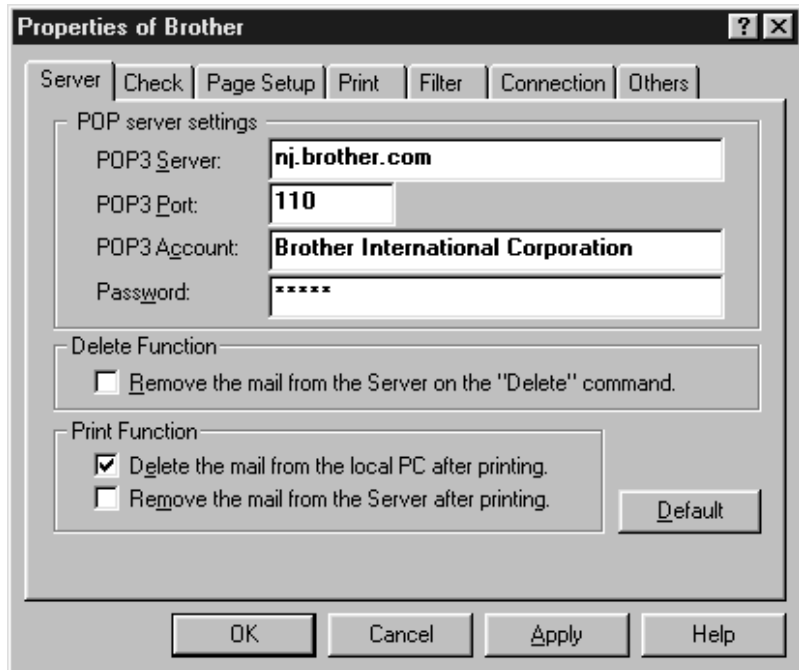 Properties of Brother
Server Check Page Setup Print Filter Connection Others
POP server settings
POP3 Server: nj.brother.com
POP3 Port: 110
POP3 Account: Brother International Corporation
Password: *****
Delete Function
Remove the mail from the Server on the "Delete" command.
Print Function
Delete the mail from the local PC after printing.
Remove the mail from the Server after printing.
Default
OK Cancel Apply Help